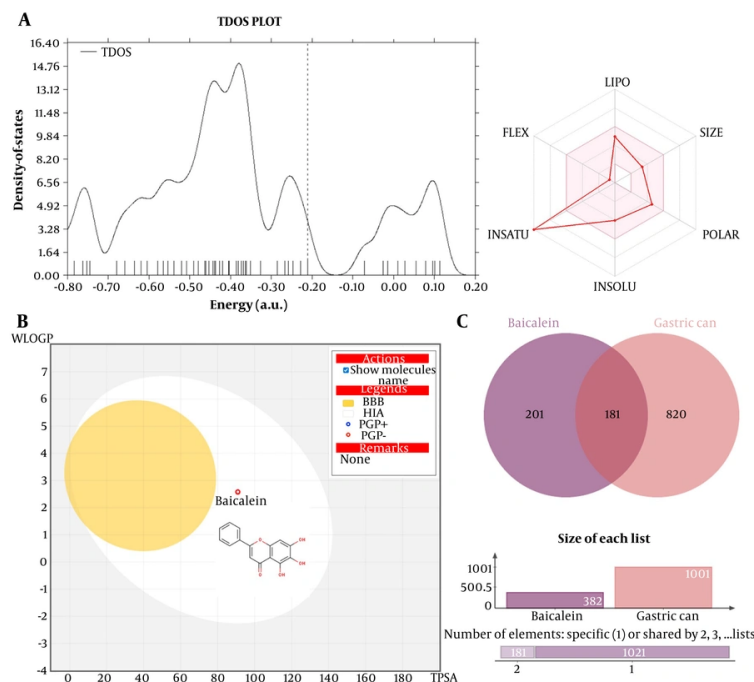 A
TDOS PLOT
16.40
14.76
13.12
11.48
9.84
8.20
6.56
4.92
3.28
1.64
0.00
Density-of-states
TDOS
-0.80 -0.70 -0.60 -0.50 -0.40 -0.30 -0.20 -0.10 0.00 0.10 0.20
Energy (a.u.)
LIPO
FLEX SIZE
INSATU POLAR
INSOLU
B
WLOGP
7
6
5
4
3
2
1
0
-1
-2
-3
-4
0 20 40 60 80 100 120 140 160 180 TPSA
Actions
Show molecules
name
Legends
BBB
HIA
PGP+
PGP-
Remarks
None
Baicalein
O
O
OH
OH
OH
C
Baicalein Gastric can
201 181 820
Size of each list
1001
500.5
0
382 1001
Baicalein Gastric can
Number of elements: specific (1) or shared by 2, 3, ...lists
181 1021
2 1